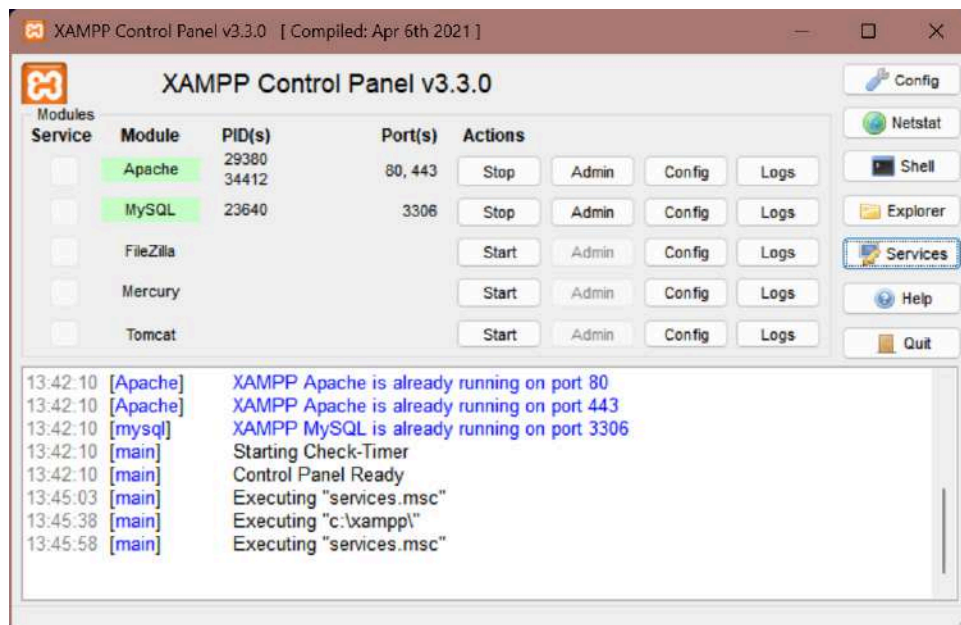 XAMPP Control Panel v3.3.0 [ Compiled: Apr 6th 2021 ]
XAMPP Control Panel v3.3.0
Config
Modules
Service Module PID(s) Port(s) Actions
Netstat
Apache 29380 34412 80, 443 Stop Admin Config Logs
Shell
MySQL 23640 3306 Stop Admin Config Logs
Explorer
FileZilla Start Admin Config Logs
Services
Mercury Start Admin Config Logs
Help
Tomcat Start Admin Config Logs
Quit
13:42:10 [Apache] XAMPP Apache is already running on port 80
13:42:10 [Apache] XAMPP Apache is already running on port 443
13:42:10 [mysql] XAMPP MySQL is already running on port 3306
13:42:10 [main] Starting Check-Timer
13:42:10 [main] Control Panel Ready
13:45:03 [main] Executing "services.msc"
13:45:38 [main] Executing "c:\xampp\"
13:45:58 [main] Executing "services.msc"